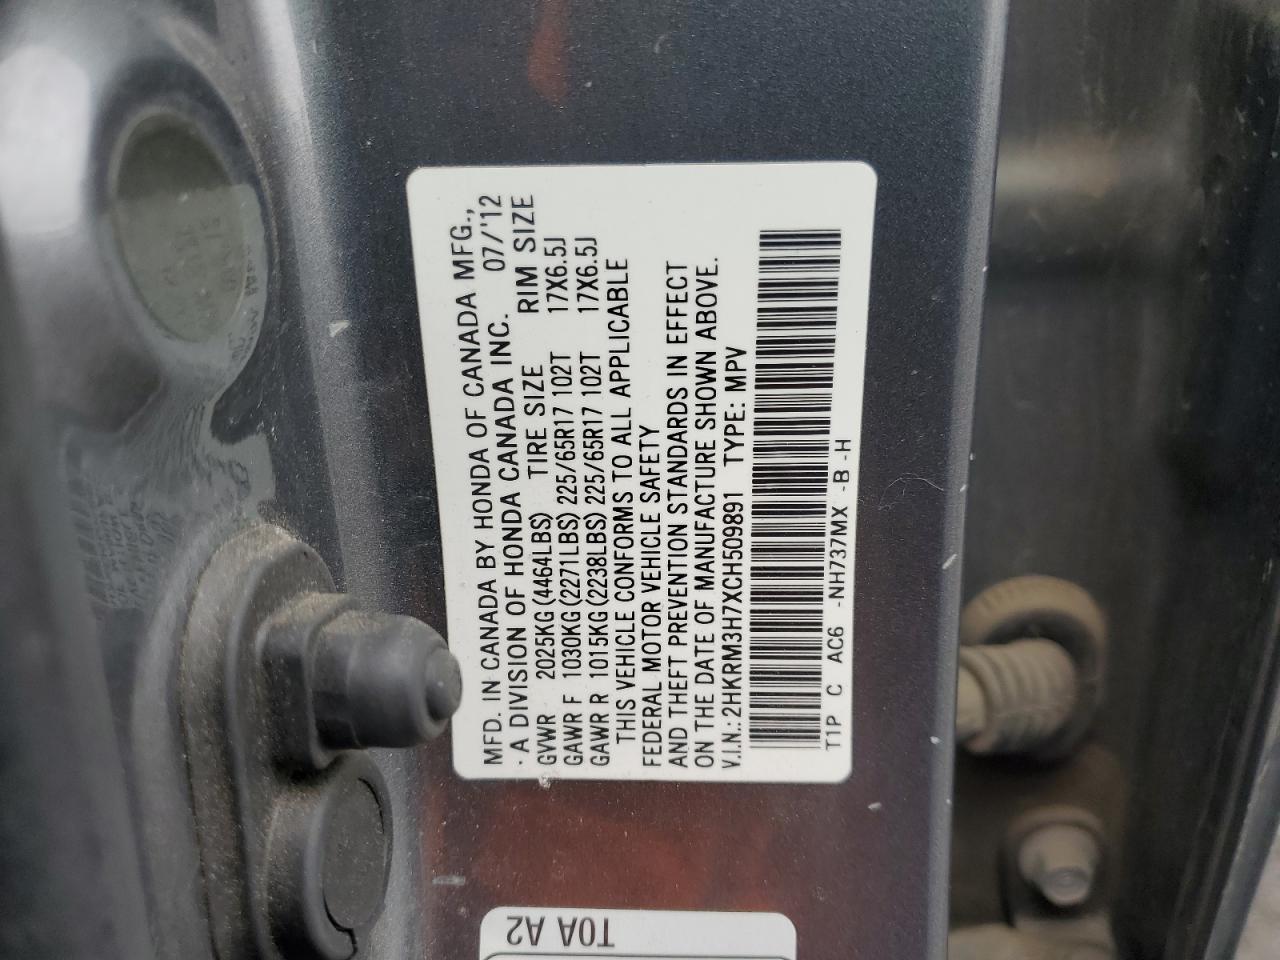 MFD. IN CANADA BY HONDA OF CANADA MFG.,
· A DIVISION OF HONDA CANADA INC. 07/'12
GVWR 2025KG (4464LBS) TIRE SIZE RIM SIZE
GAWR F 1030KG (2271LBS) 225/65R17 102T 17X6.5J
GAWR R 1015KG (2238LBS) 225/65R17 102T 17X6.5J
THIS VEHICLE CONFORMS TO ALL APPLICABLE
FEDERAL MOTOR VEHICLE SAFETY
AND THEFT PREVENTION STANDARDS IN EFFECT
ON THE DATE OF MANUFACTURE SHOWN ABOVE.
V.I.N.: 2HKRM3H7XCH509891 TYPE: MPV
T1P C AC6 -NH737MX -B -H
T0A A2